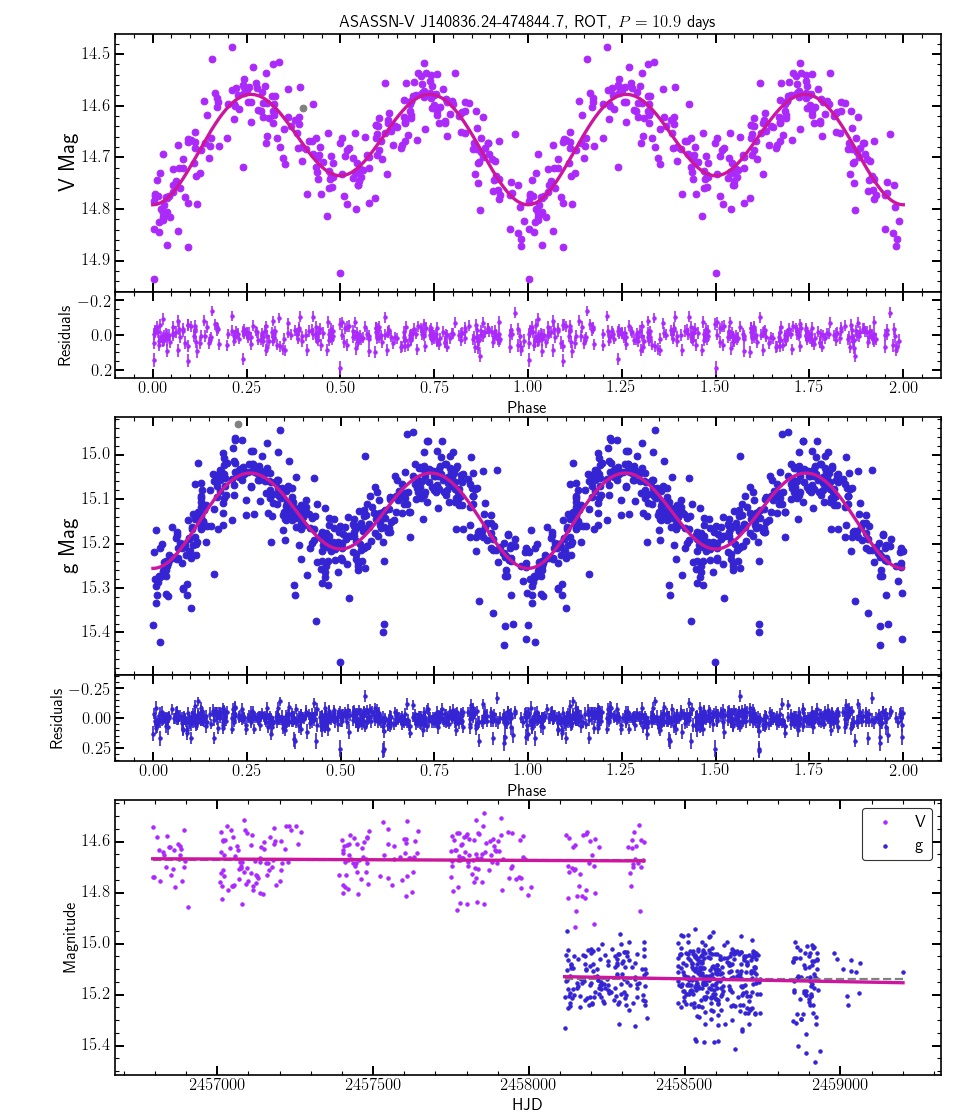 ASASSN-V J140836.24-474844.7, ROT, P = 10.9 days
14.5
14.6
14.7
14.8
14.9
V Mag
−0.2
0.0
0.2
Residuals
0.00 0.25 0.50 0.75 1.00 1.25 1.50 1.75 2.00
Phase
15.0
15.1
15.2
15.3
15.4
g Mag
−0.25
0.00
0.25
Residuals
0.00 0.25 0.50 0.75 1.00 1.25 1.50 1.75 2.00
Phase
V
g
14.6
14.8
15.0
15.2
15.4
Magnitude
2457000 2457500 2458000 2458500 2459000
HJD